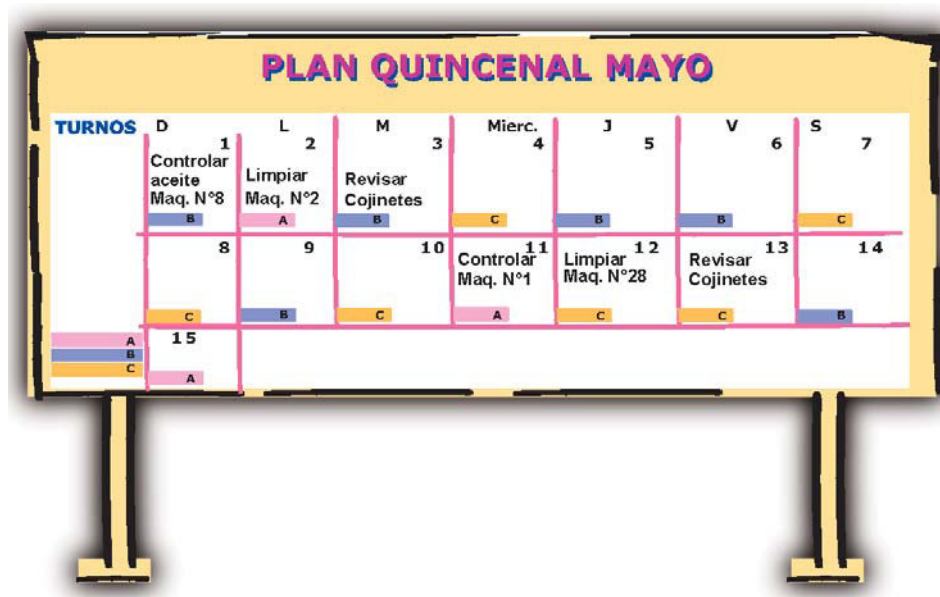 PLAN QUINCENAL MAYO
TURNOS D L M Mierc. J V S
1 2 3 4 5 6 7
Controlar
aceite
Maq. N°8
Limpiar
Maq. N°2
Revisar
Cojinetes
B A B C B B C
8 9 10 11 12 13 14
Controlar
Maq. N°1
Limpiar
Maq. N°28
Revisar
Cojinetes
C B C A C C B
A
B
C
15
A